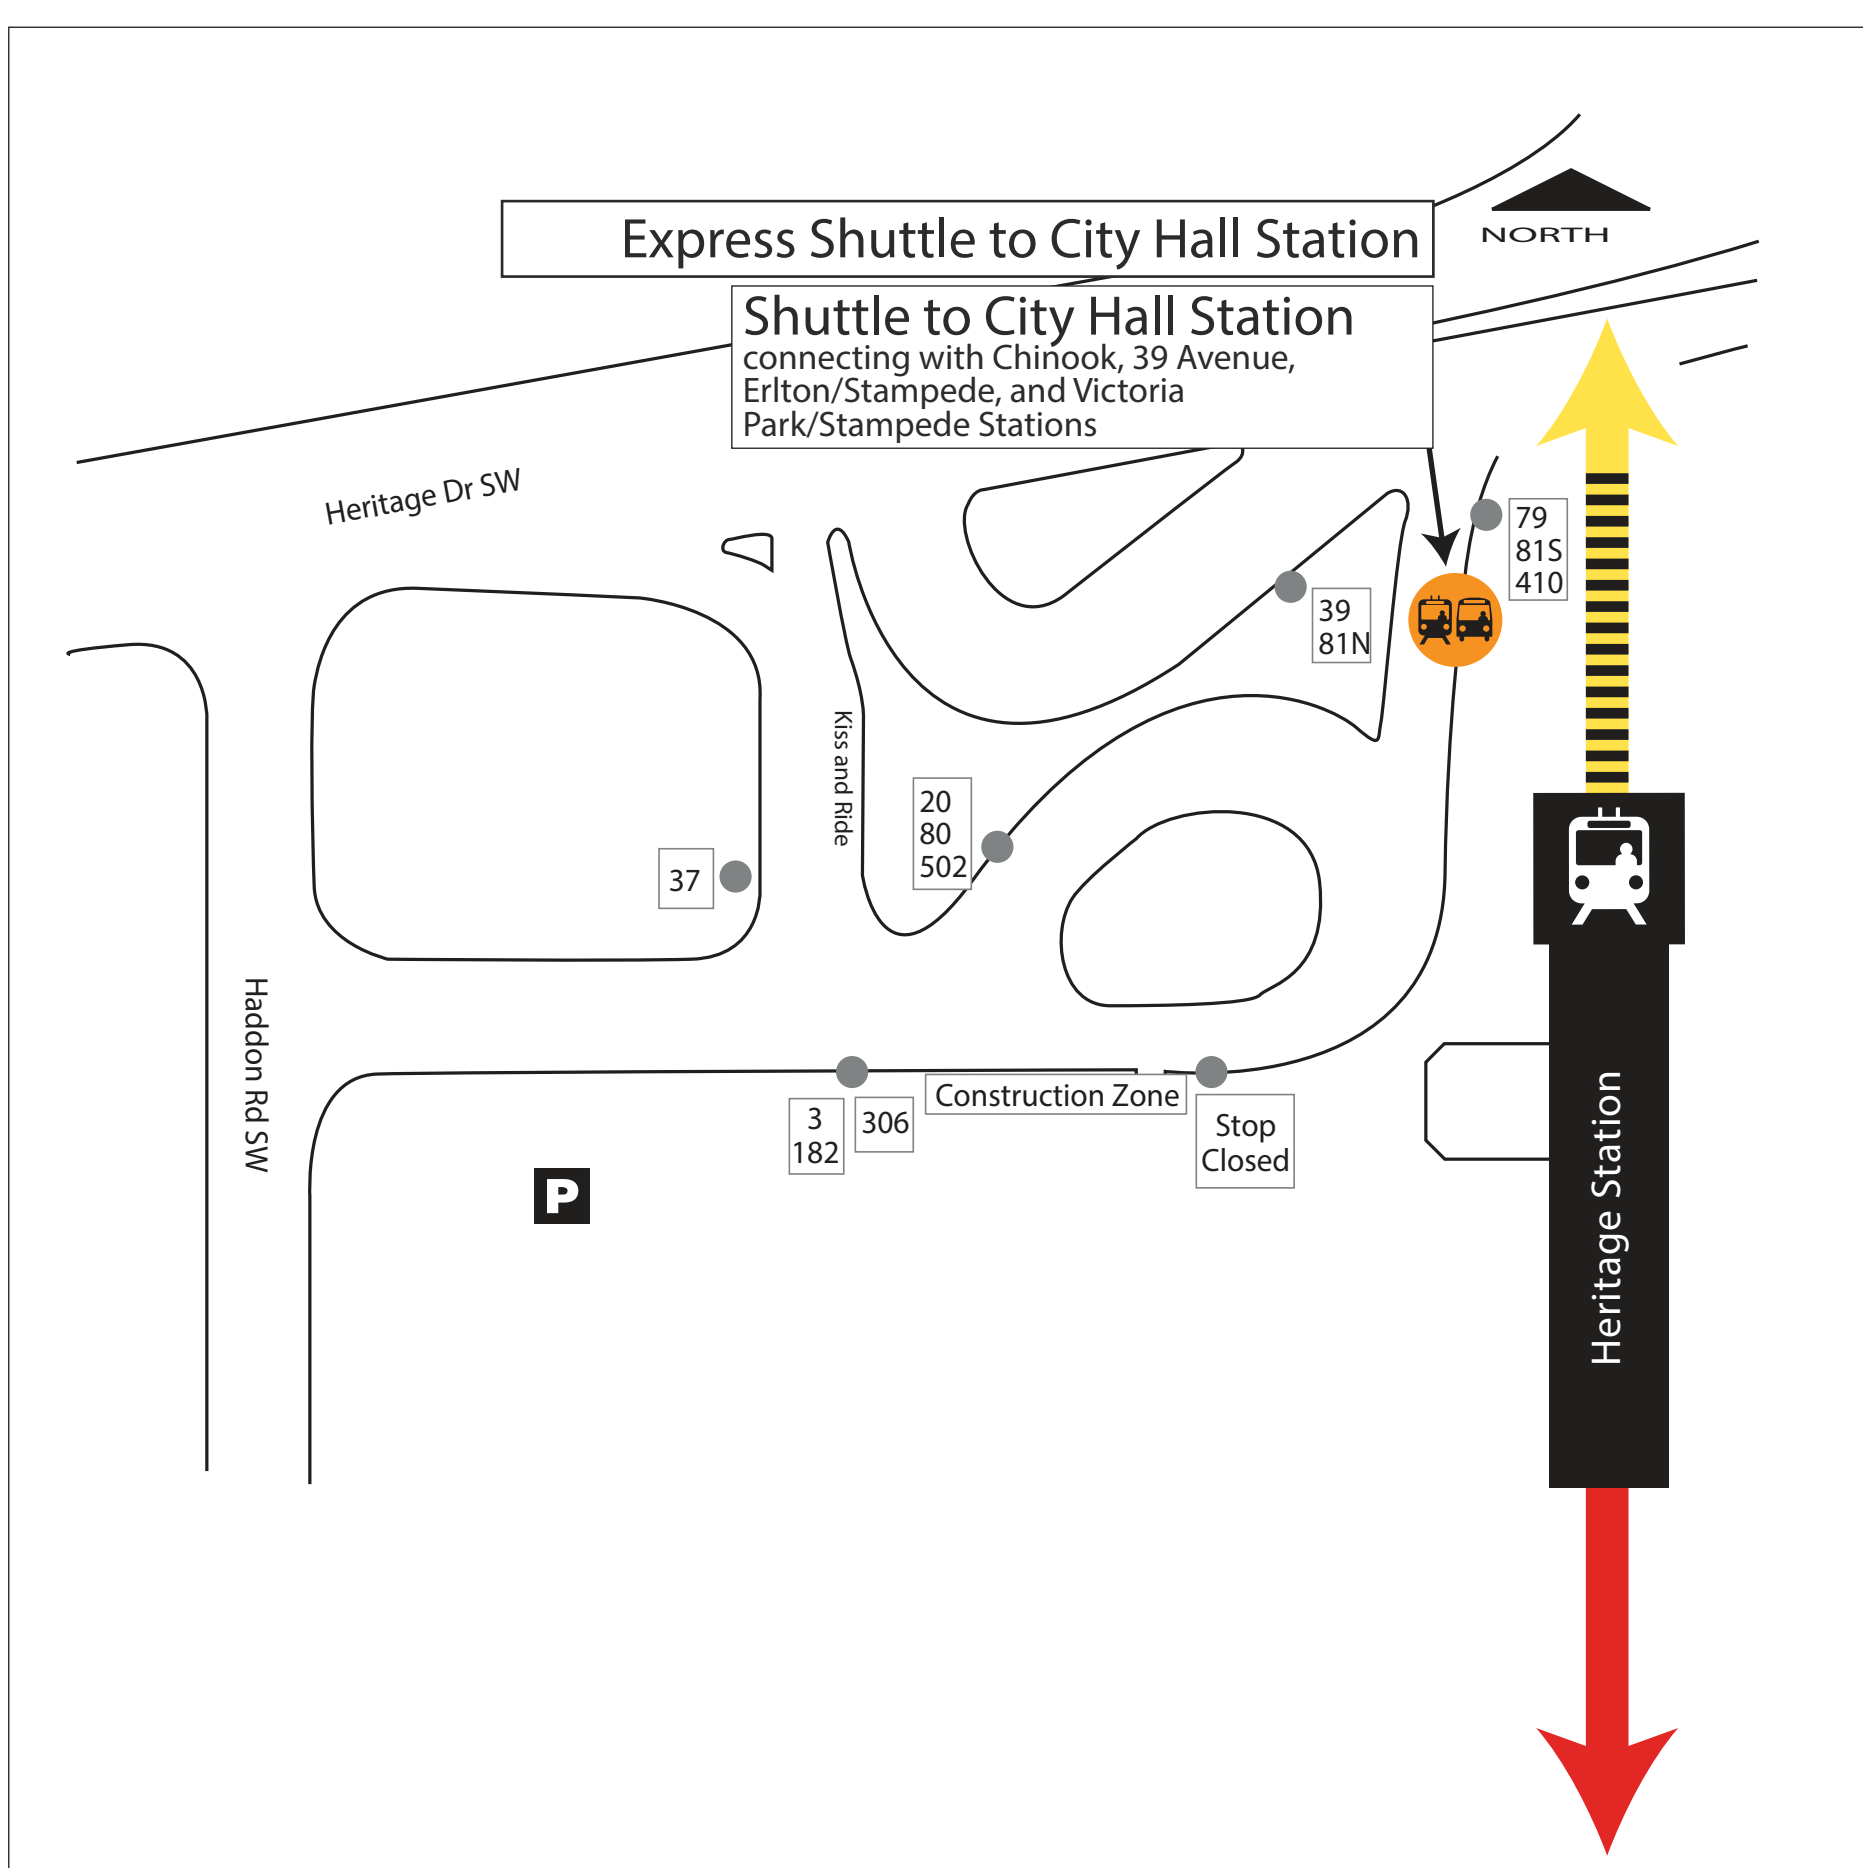 Express Shuttle to City Hall Station
NORTH
Shuttle to City Hall Station
connecting with Chinook, 39 Avenue,
Erlton/Stampede, and Victoria
Park/Stampede Stations
Heritage Dr SW
79
81S
410
39
81N
Kiss and Ride
20
80
502
37
Haddon Rd SW
Construction Zone
3
182
306
Stop
Closed
P
Heritage Station